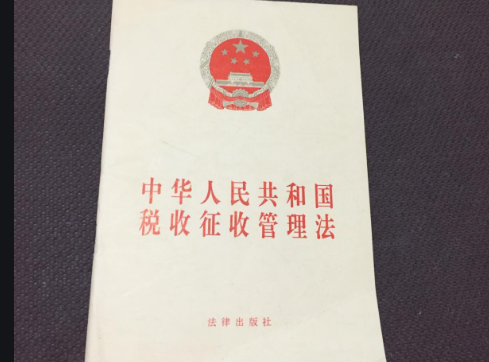 中华人民共和国
税收征收管理法
法律出版社